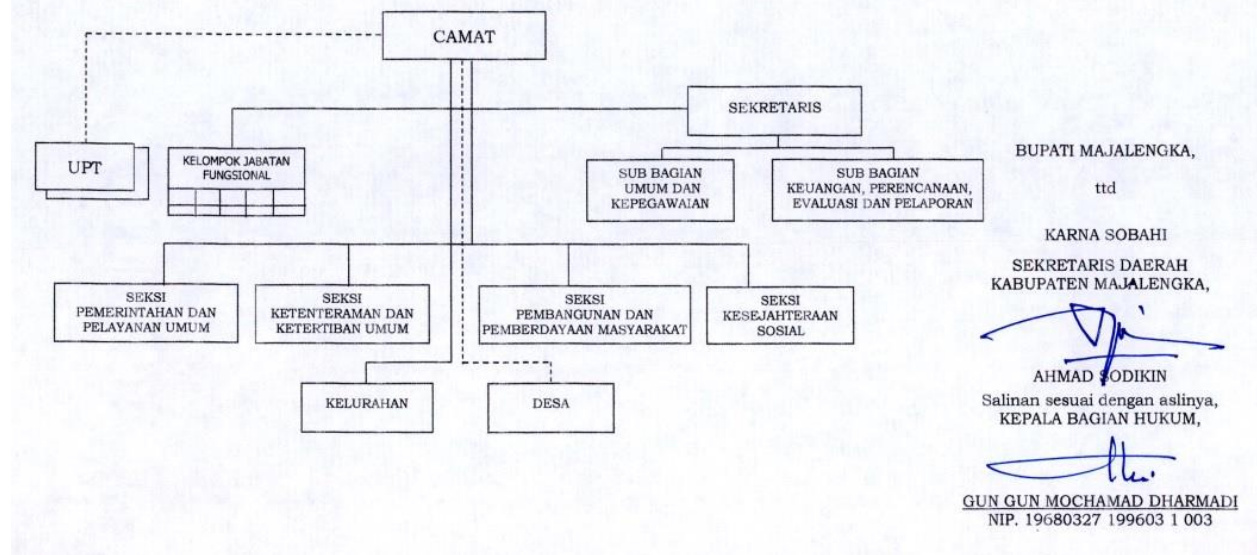 CAMAT
SEKRETARIS
UPT
KELOMPOK JABATAN
FUNGSIONAL
SUB BAGIAN
UMUM DAN
KEPEGAWAIAN
SUB BAGIAN
KEUANGAN, PERENCANAAN,
EVALUASI DAN PELAPORAN
SEKSI
PEMERINTAHAN DAN
PELAYANAN UMUM
SEKSI
KETENTERAMAN DAN
KETERTIBAN UMUM
SEKSI
PEMBANGUNAN DAN
PEMBERDAYAAN MASYARAKAT
SEKSI
KESEJAHTERAAN
SOSIAL
KELURAHAN
DESA
BUPATI MAJALENGKA,
ttd
KARNA SOBAHI
SEKRETARIS DAERAH
KABUPATEN MAJALENGKA,
AHMAD SODIKIN
Salinan sesuai dengan aslinya,
KEPALA BAGIAN HUKUM,
GUN GUN MOCHAMAD DHARMADI
NIP. 19680327 199603 1 003